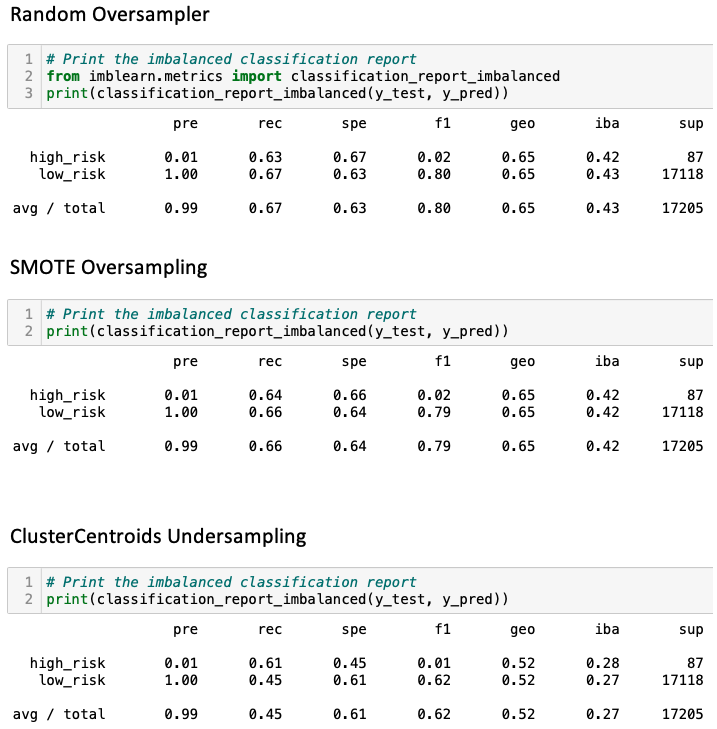 Random Oversampler
1 # Print the imbalanced classification report
2 from imblearn.metrics import classification_report_imbalanced
3 print(classification_report_imbalanced(y_test, y_pred))
pre rec spe f1 geo iba sup
high_risk 0.01 0.63 0.67 0.02 0.65 0.42 87
low_risk 1.00 0.67 0.63 0.80 0.65 0.43 17118
avg / total 0.99 0.67 0.63 0.80 0.65 0.43 17205
SMOTE Oversampling
1 # Print the imbalanced classification report
2 print(classification_report_imbalanced(y_test, y_pred))
pre rec spe f1 geo iba sup
high_risk 0.01 0.64 0.66 0.02 0.65 0.42 87
low_risk 1.00 0.66 0.64 0.79 0.65 0.42 17118
avg / total 0.99 0.66 0.64 0.79 0.65 0.42 17205
ClusterCentroids Undersampling
1 # Print the imbalanced classification report
2 print(classification_report_imbalanced(y_test, y_pred))
pre rec spe f1 geo iba sup
high_risk 0.01 0.61 0.45 0.01 0.52 0.28 87
low_risk 1.00 0.45 0.61 0.62 0.52 0.27 17118
avg / total 0.99 0.45 0.61 0.62 0.52 0.27 17205